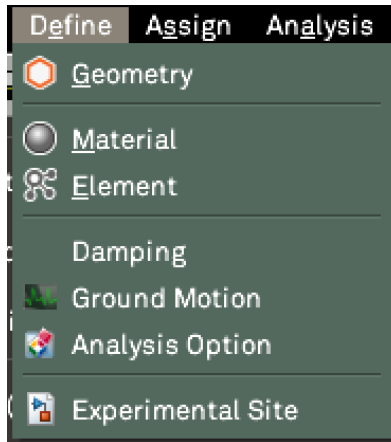 Define Assign Analysis
Geometry
Material
Element
Damping
Ground Motion
Analysis Option
Experimental Site